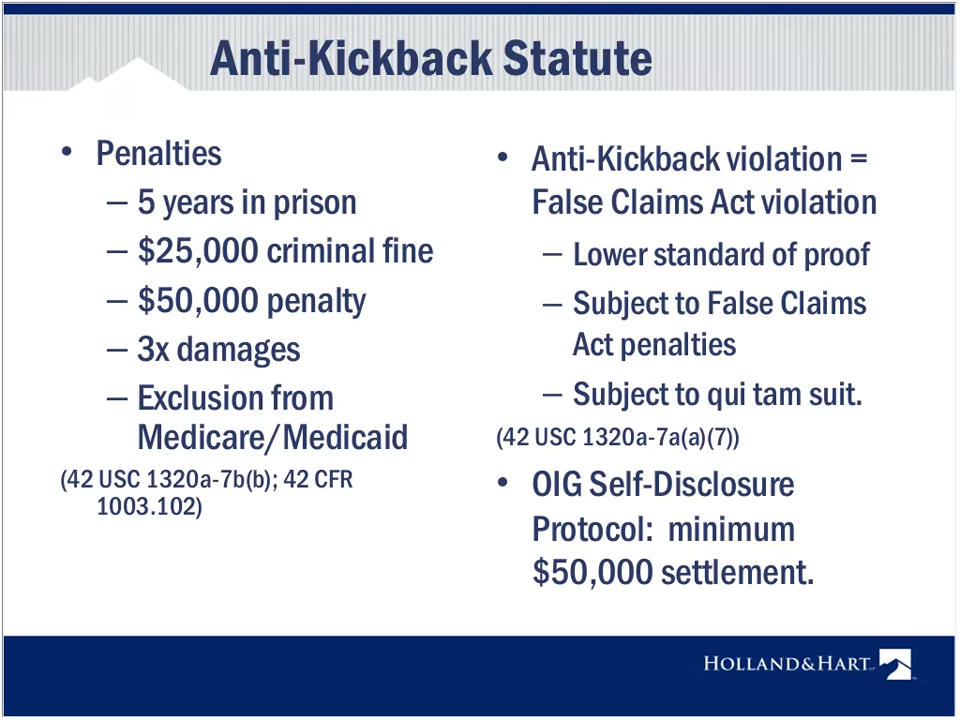 Anti-Kickback Statute
• Penalties
– 5 years in prison
– $25,000 criminal fine
– $50,000 penalty
– 3x damages
– Exclusion from
Medicare/Medicaid
(42 USC 1320a-7b(b); 42 CFR
1003.102)
• Anti-Kickback violation =
False Claims Act violation
– Lower standard of proof
– Subject to False Claims
Act penalties
– Subject to qui tam suit.
(42 USC 1320a-7a(a)(7))
• OIG Self-Disclosure
Protocol: minimum
$50,000 settlement.
HOLLAND&HART